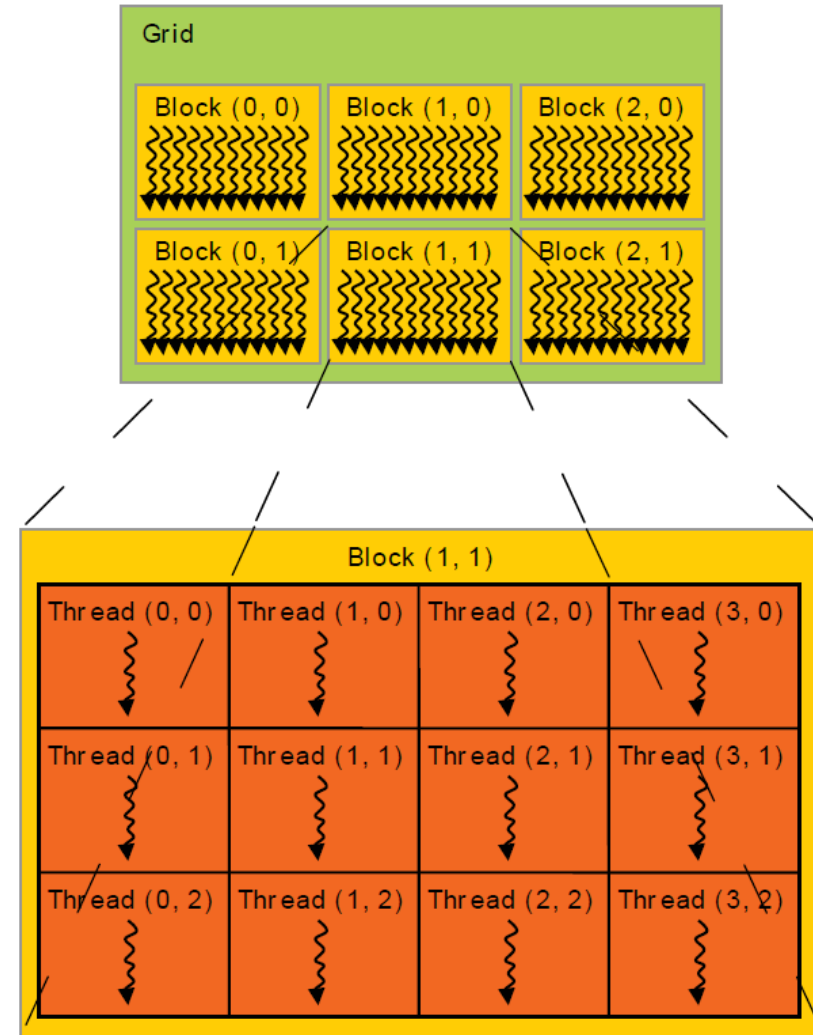 Grid
Block (0, 0) Block (1, 0) Block (2, 0)
Block (0, 1) Block (1, 1) Block (2, 1)
Block (1, 1)
Thread (0, 0) Thread (1, 0) Thread (2, 0) Thread (3, 0)
Thread (0, 1) Thread (1, 1) Thread (2, 1) Thread (3, 1)
Thread (0, 2) Thread (1, 2) Thread (2, 2) Thread (3, 2)